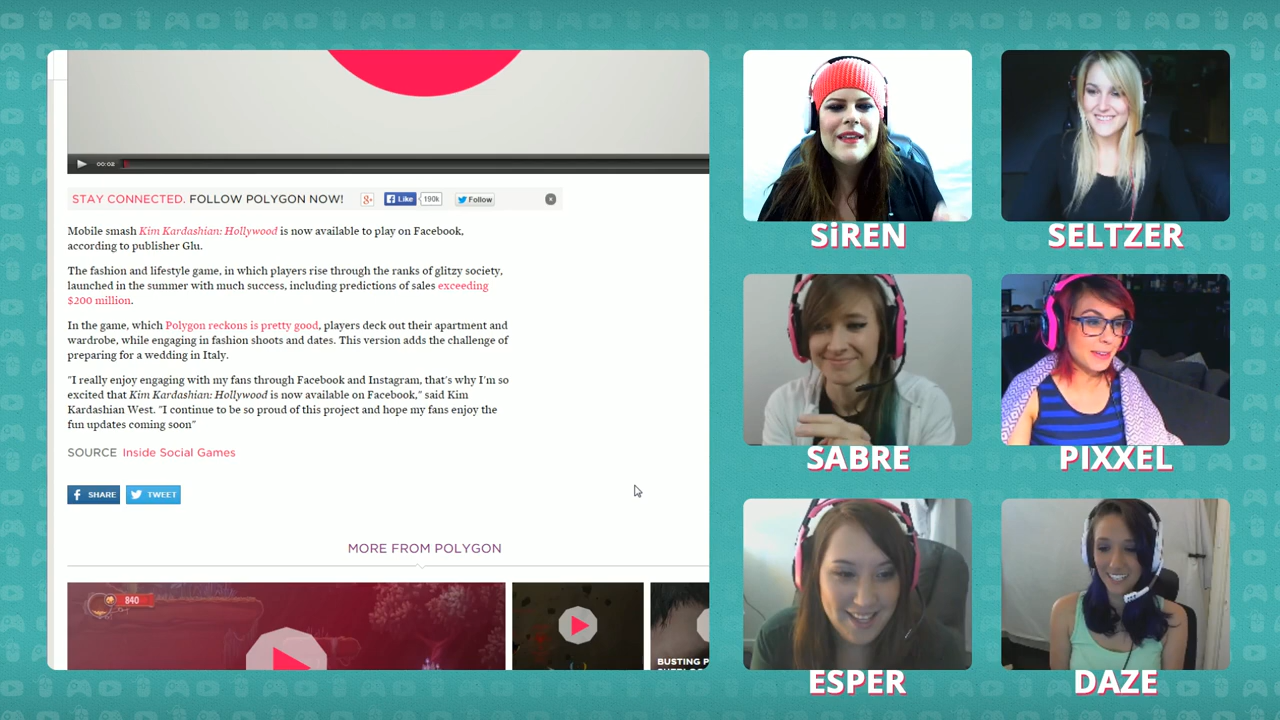 00:02
STAY CONNECTED. FOLLOW POLYGON NOW! Like 190k Follow
Mobile smash Kim Kardashian: Hollywood is now available to play on Facebook,
according to publisher Glu.
The fashion and lifestyle game, in which players rise through the ranks of glitzy society,
launched in the summer with much success, including predictions of sales exceeding
$200 million.
In the game, which Polygon reckons is pretty good, players deck out their apartment and
wardrobe, while engaging in fashion shoots and dates. This version adds the challenge of
preparing for a wedding in Italy.
"I really enjoy engaging with my fans through Facebook and Instagram, that's why I'm so
excited that Kim Kardashian: Hollywood is now available on Facebook," said Kim
Kardashian West. "I continue to be so proud of this project and hope my fans enjoy the
fun updates coming soon"
SOURCE Inside Social Games
SHARE TWEET
MORE FROM POLYGON
840
BUSTING
SiREN
SELTZER
SABRE
PIXXEL
ESPER
DAZE